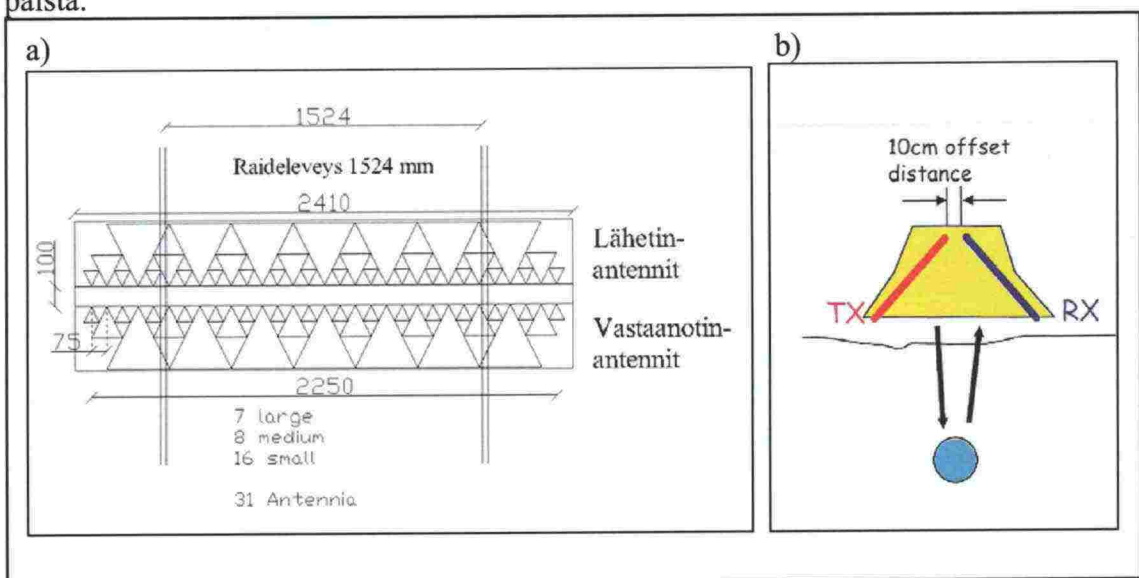 päistä.
a)
1524
Raideleveys 1524 mm
2410
100
Lähetin-
antennit
Vastaanotin-
antennit
75
2250
7 large
8 medium
16 small
31 Antennia
b)
10cm offset
distance
TX
RX